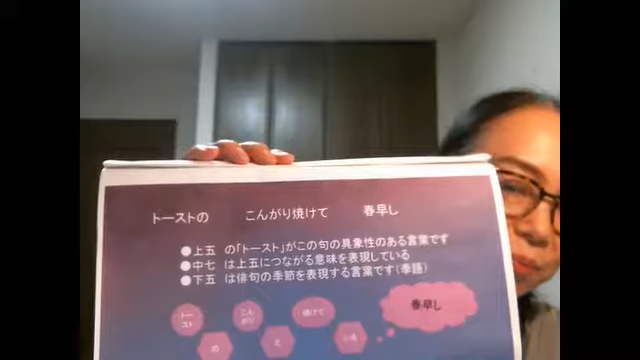 トーストの こんがり焼けて 春早し
●上五 の「トースト」がこの句の具象性のある言葉です
●中七 は上五につながる意味を表現している
●下五 は俳句の季節を表現する言葉です(季語)
トー
スト
の
こん
がり
と
焼けて
いる
春早し